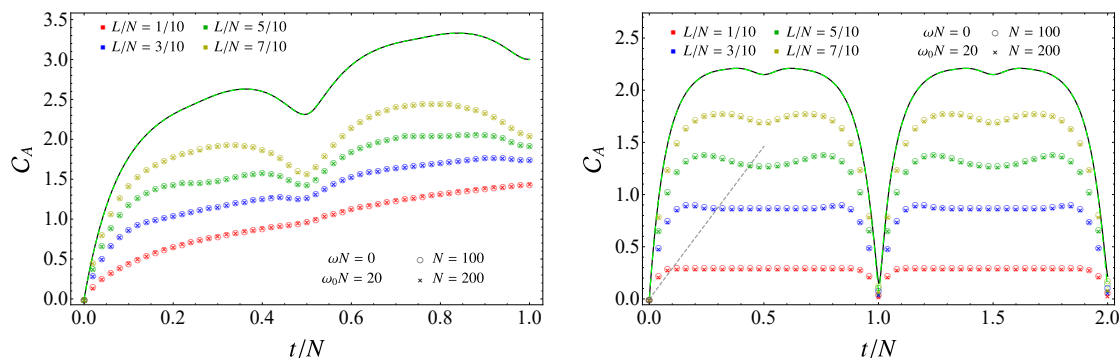 L/N = 1/10 L/N = 5/10
L/N = 3/10 L/N = 7/10
ωN = 0 N = 100
ω₀N = 20 N = 200
3.5
3.0
2.5
2.0
1.5
1.0
0.5
0.0
C_A
0.0 0.2 0.4 0.6 0.8 1.0
t/N
L/N = 1/10 L/N = 5/10 ωN = 0 N = 100
L/N = 3/10 L/N = 7/10 ω₀N = 20 N = 200
2.5
2.0
1.5
1.0
0.5
0.0
C_A
0.0 0.5 1.0 1.5 2.0
t/N